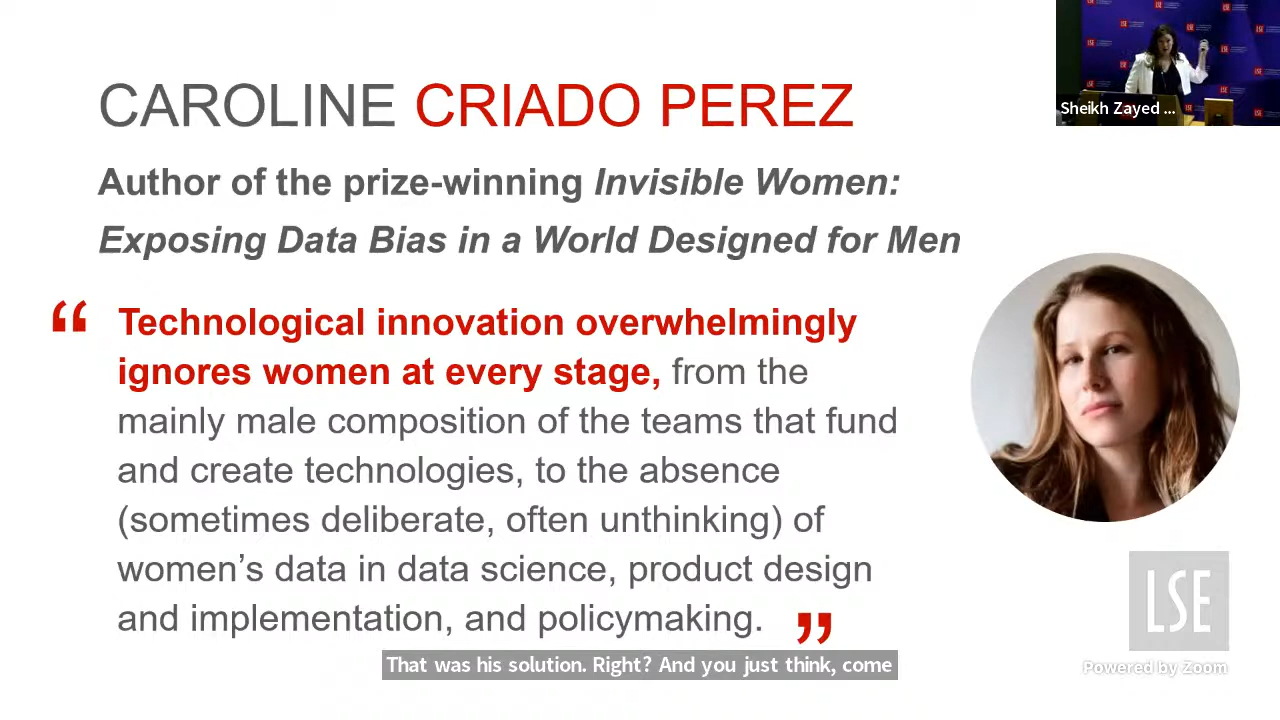 CAROLINE CRIADO PEREZ
Author of the prize-winning Invisible Women:
Exposing Data Bias in a World Designed for Men
“ Technological innovation overwhelmingly
ignores women at every stage, from the
mainly male composition of the teams that fund
and create technologies, to the absence
(sometimes deliberate, often unthinking) of
women’s data in data science, product design
and implementation, and policymaking. ”
That was his solution. Right? And you just think, come
Sheikh Zayed ...
LSE
Powered by Zoom